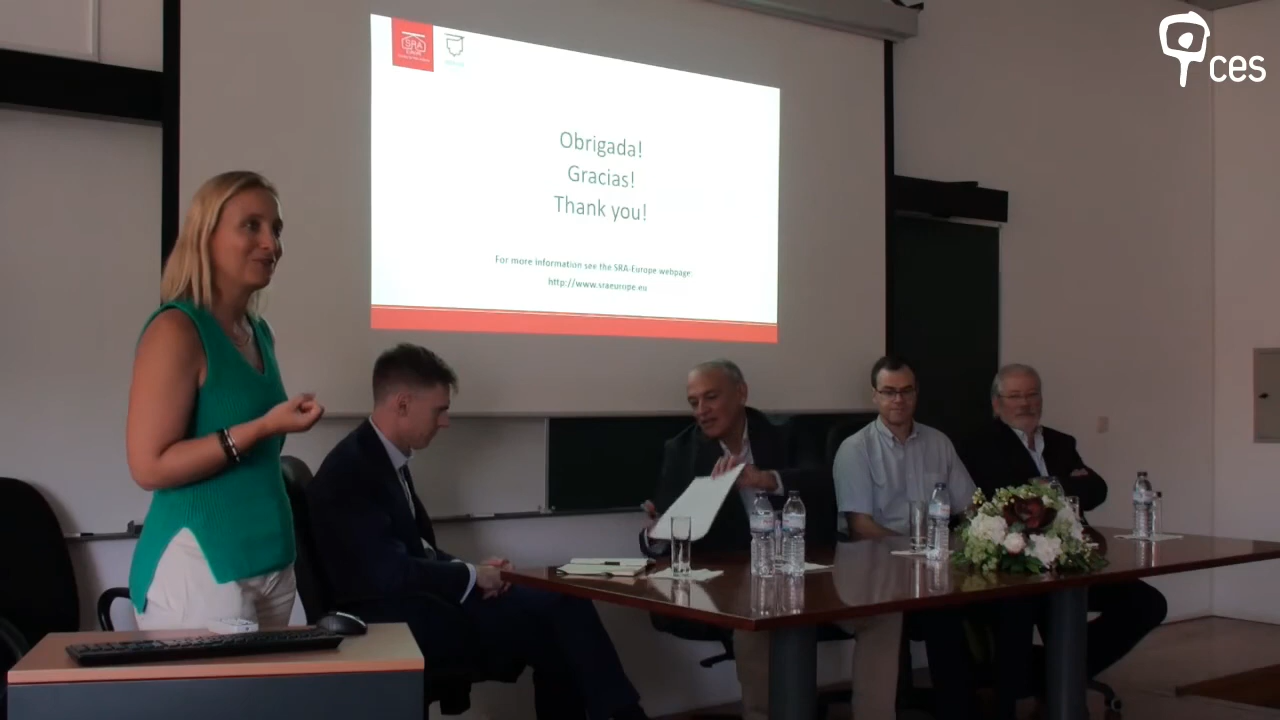 ces
SRA
Obrigada!
Gracias!
Thank you!
For more information see the SRA-Europe webpage:
http://www.sraeurope.eu